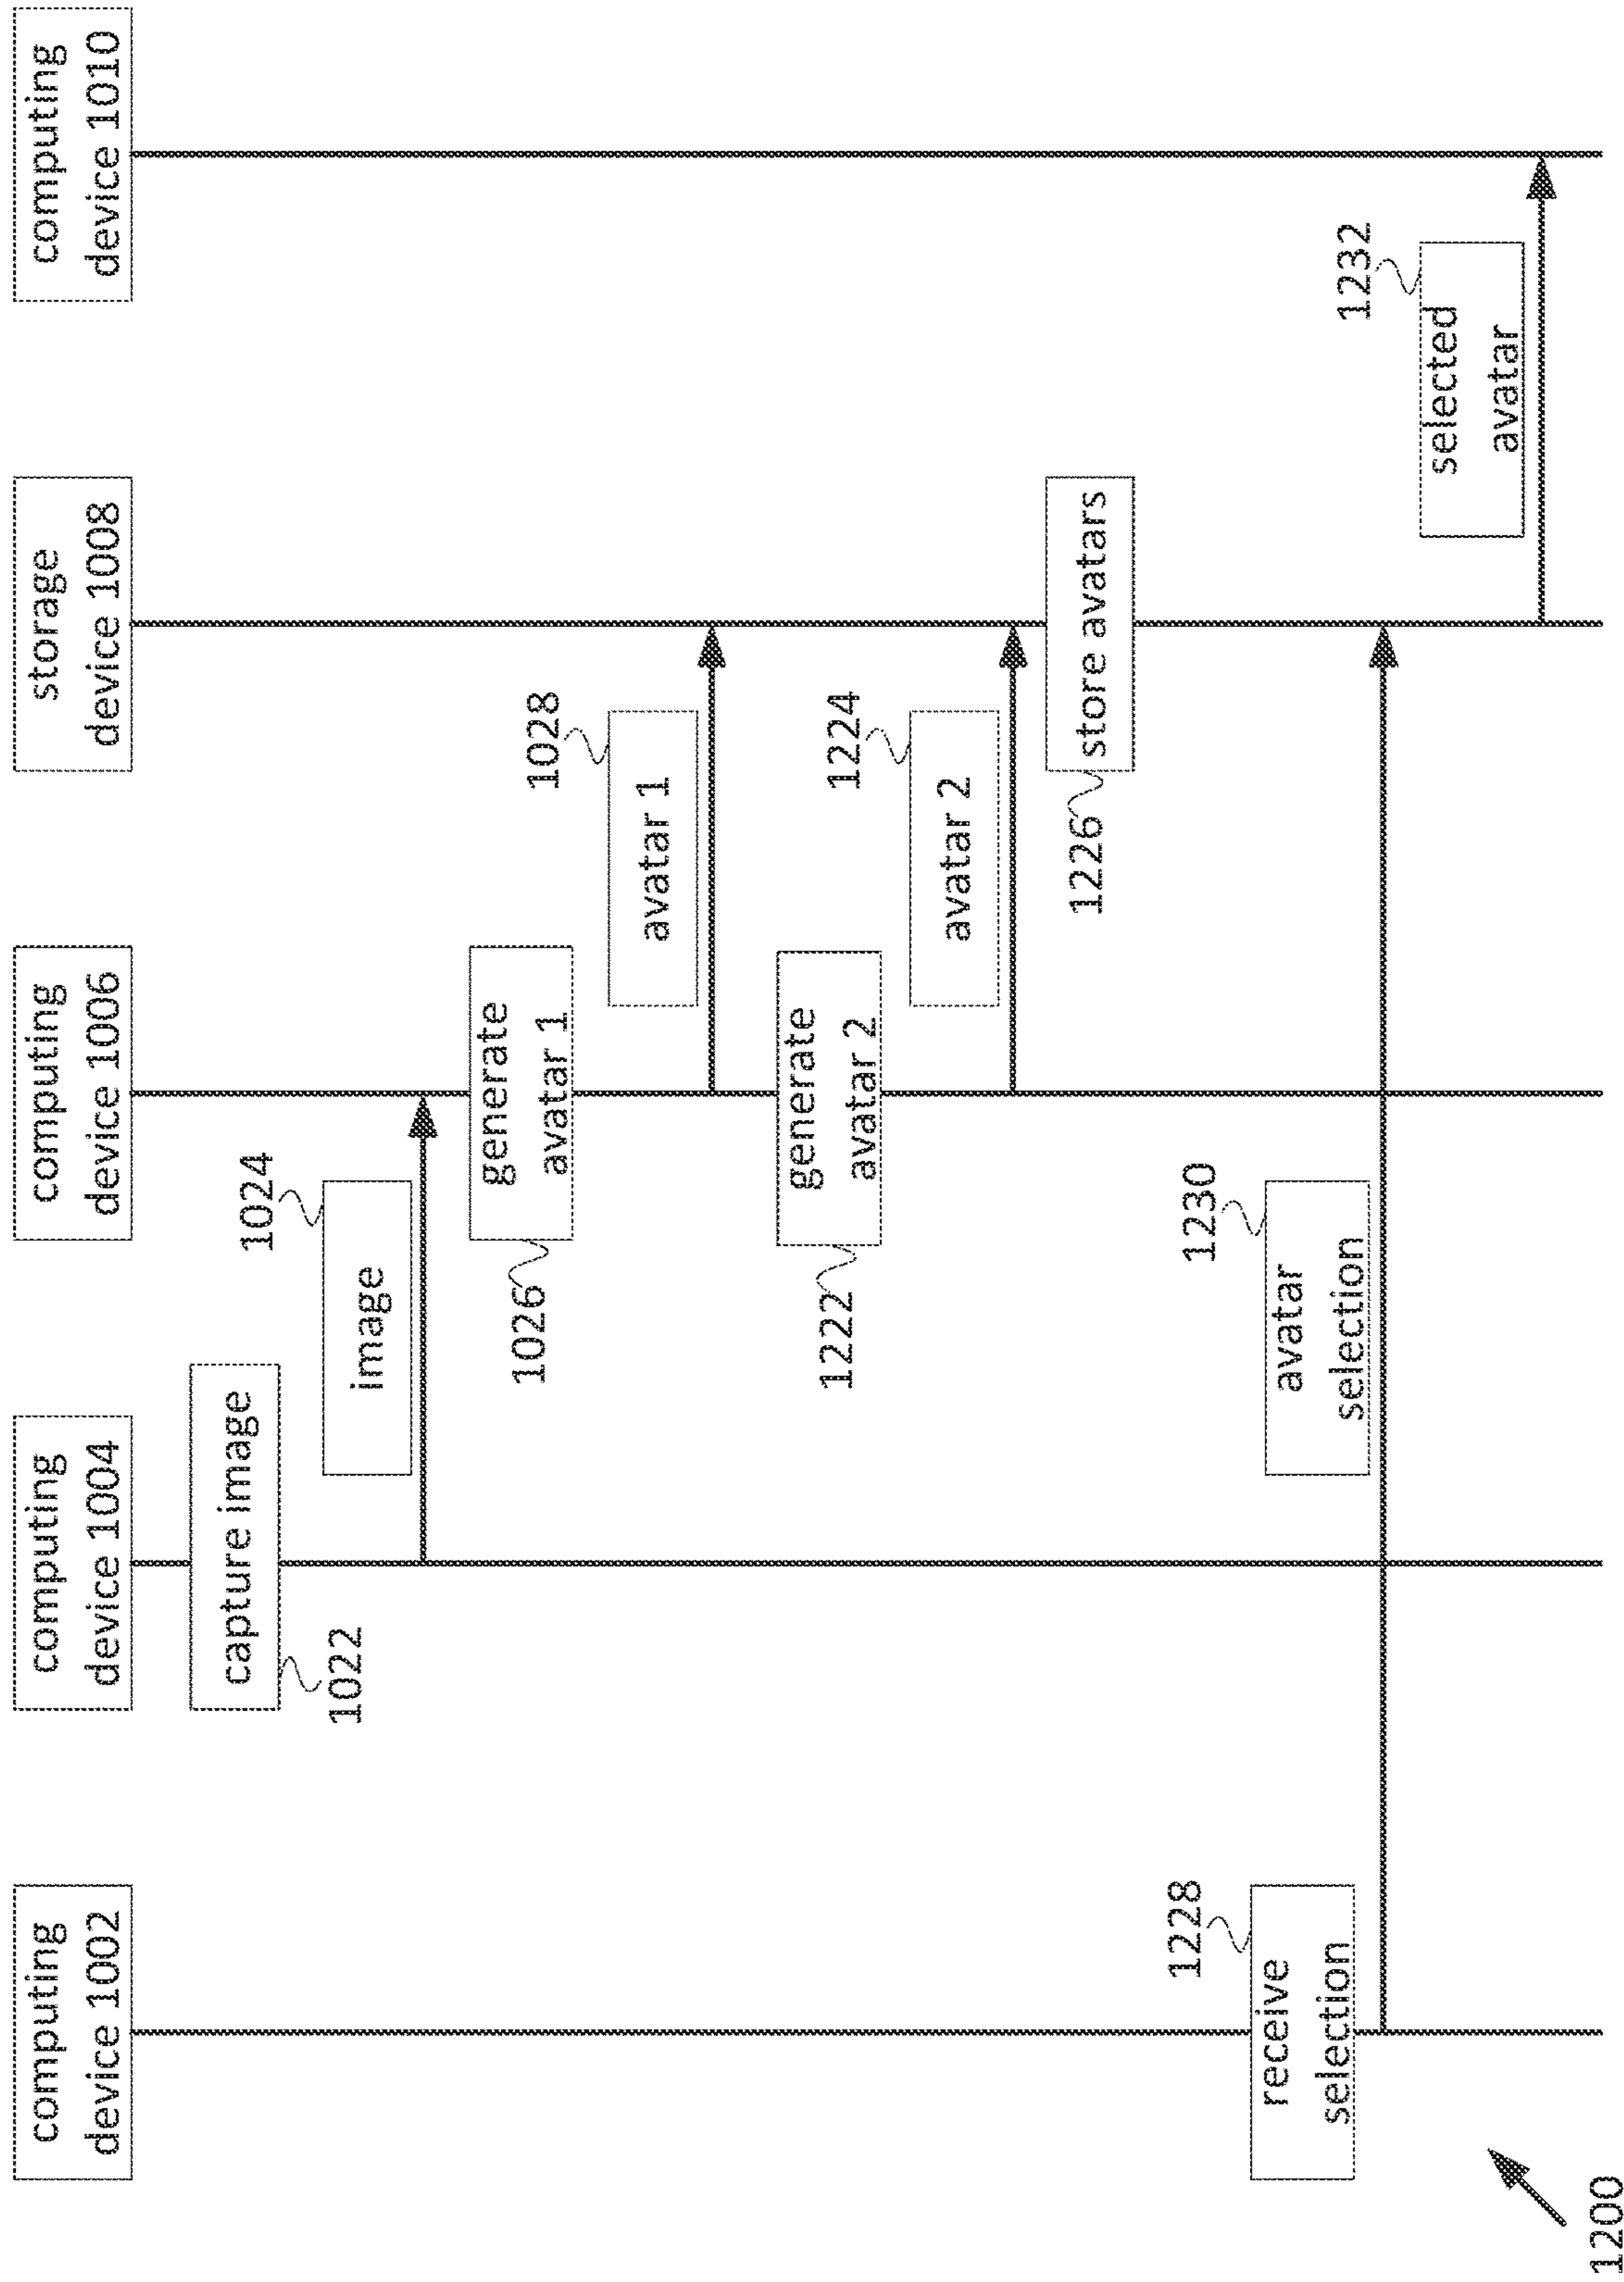 computing
device 1002
computing
device 1004
computing
device 1006
storage
device 1008
computing
device 1010
capture image
1022
1024
image
generate
avatar 1
1026
1028
avatar 1
generate
avatar 2
1222
1224
avatar 2
store avatars
1226
1228
receive
selection
1230
avatar
selection
1232
selected
avatar
1200